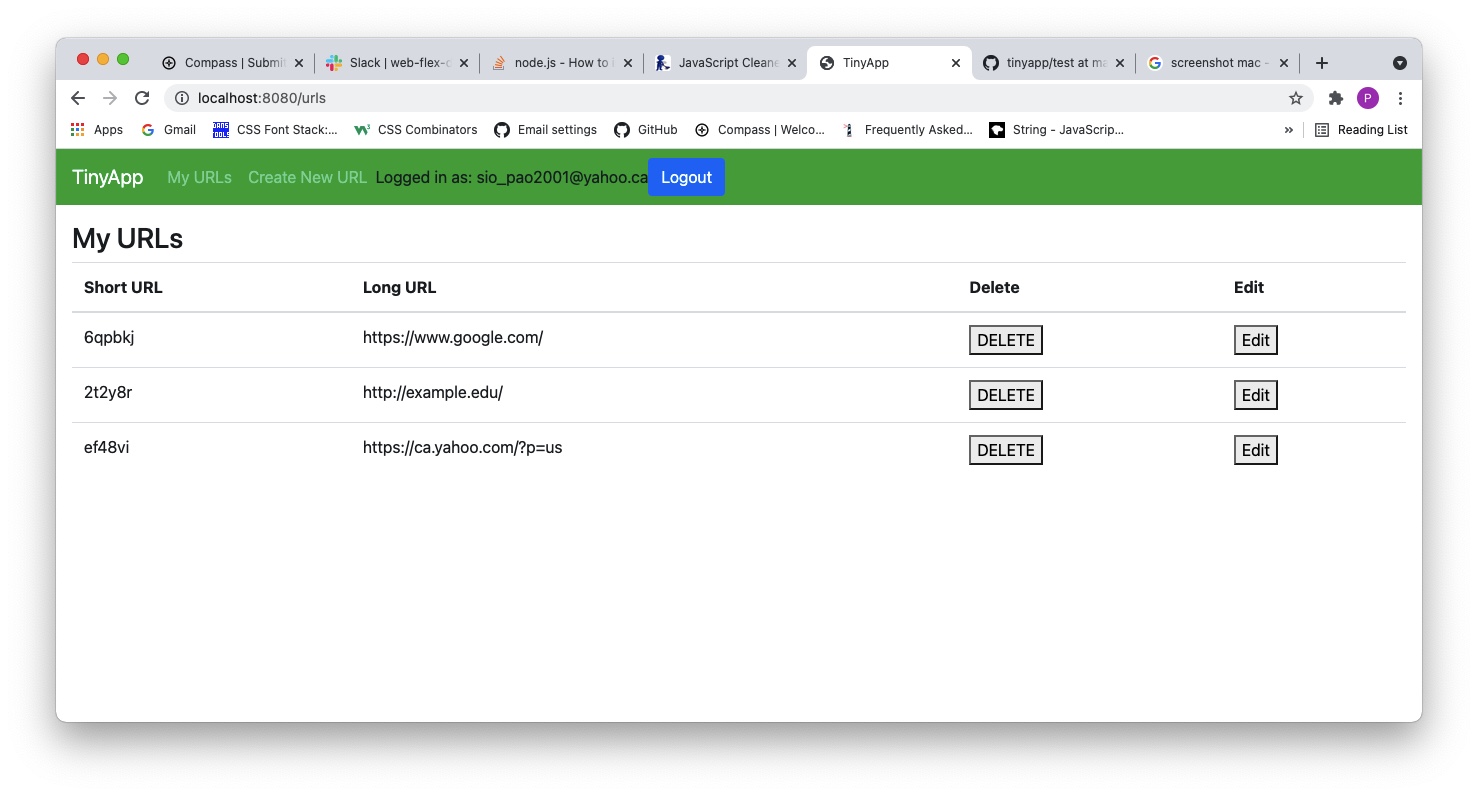 Compass | Submi Slack | web-flex- node.js - How to JavaScript Cleane TinyApp tinyapp/test at ma screenshot mac -
localhost:8080/urls P
Apps Gmail CSS Font Stack:... W3 CSS Combinators Email settings GitHub Compass | Welco... Frequently Asked... String - JavaScrip... » Reading List
TinyApp My URLs Create New URL Logged in as: sio_pao2001@yahoo.ca Logout
My URLs
Short URL Long URL Delete Edit
6qpbkj https://www.google.com/ DELETE Edit
2t2y8r http://example.edu/ DELETE Edit
ef48vi https://ca.yahoo.com/?p=us DELETE Edit